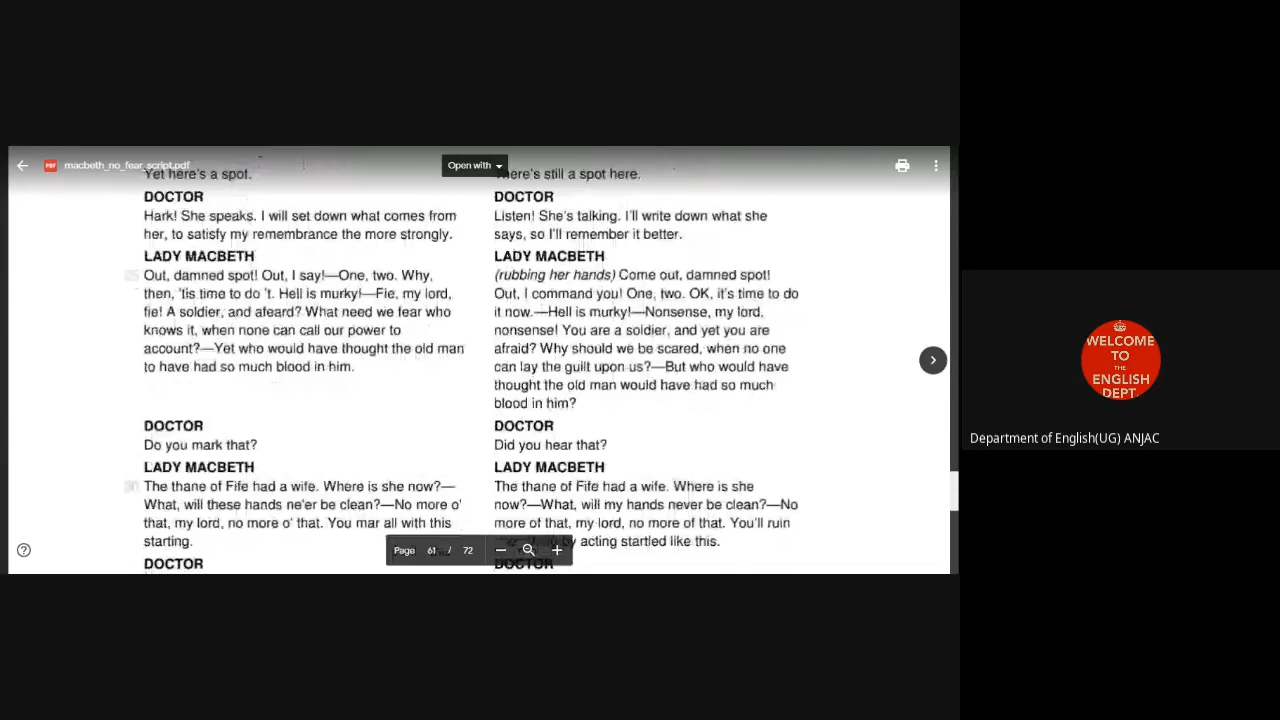 macbeth_no_fear_script.pdf
Open with
Yet here's a spot.
DOCTOR
Hark! She speaks. I will set down what comes from
her, to satisfy my remembrance the more strongly.
LADY MACBETH
25 Out, damned spot! Out, I say!—One, two. Why,
then, 'tis time to do 't. Hell is murky!—Fie, my lord,
fie! A soldier, and afeard? What need we fear who
knows it, when none can call our power to
account?—Yet who would have thought the old man
to have had so much blood in him.
DOCTOR
Do you mark that?
LADY MACBETH
30 The thane of Fife had a wife. Where is she now?—
What, will these hands ne'er be clean?—No more o'
that, my lord, no more o' that. You mar all with this
starting.
DOCTOR
There's still a spot here.
DOCTOR
Listen! She's talking. I'll write down what she
says, so I'll remember it better.
LADY MACBETH
(rubbing her hands) Come out, damned spot!
Out, I command you! One, two. OK, it's time to do
it now.—Hell is murky!—Nonsense, my lord,
nonsense! You are a soldier, and yet you are
afraid? Why should we be scared, when no one
can lay the guilt upon us?—But who would have
thought the old man would have had so much
blood in him?
DOCTOR
Did you hear that?
LADY MACBETH
The thane of Fife had a wife. Where is she
now?—What, will my hands never be clean?—No
more of that, my lord, no more of that. You'll ruin
by acting startled like this.
DOCTOR
Page 61 / 72
WELCOME
TO
THE
ENGLISH
DEPT.
Department of English(UG) ANJAC